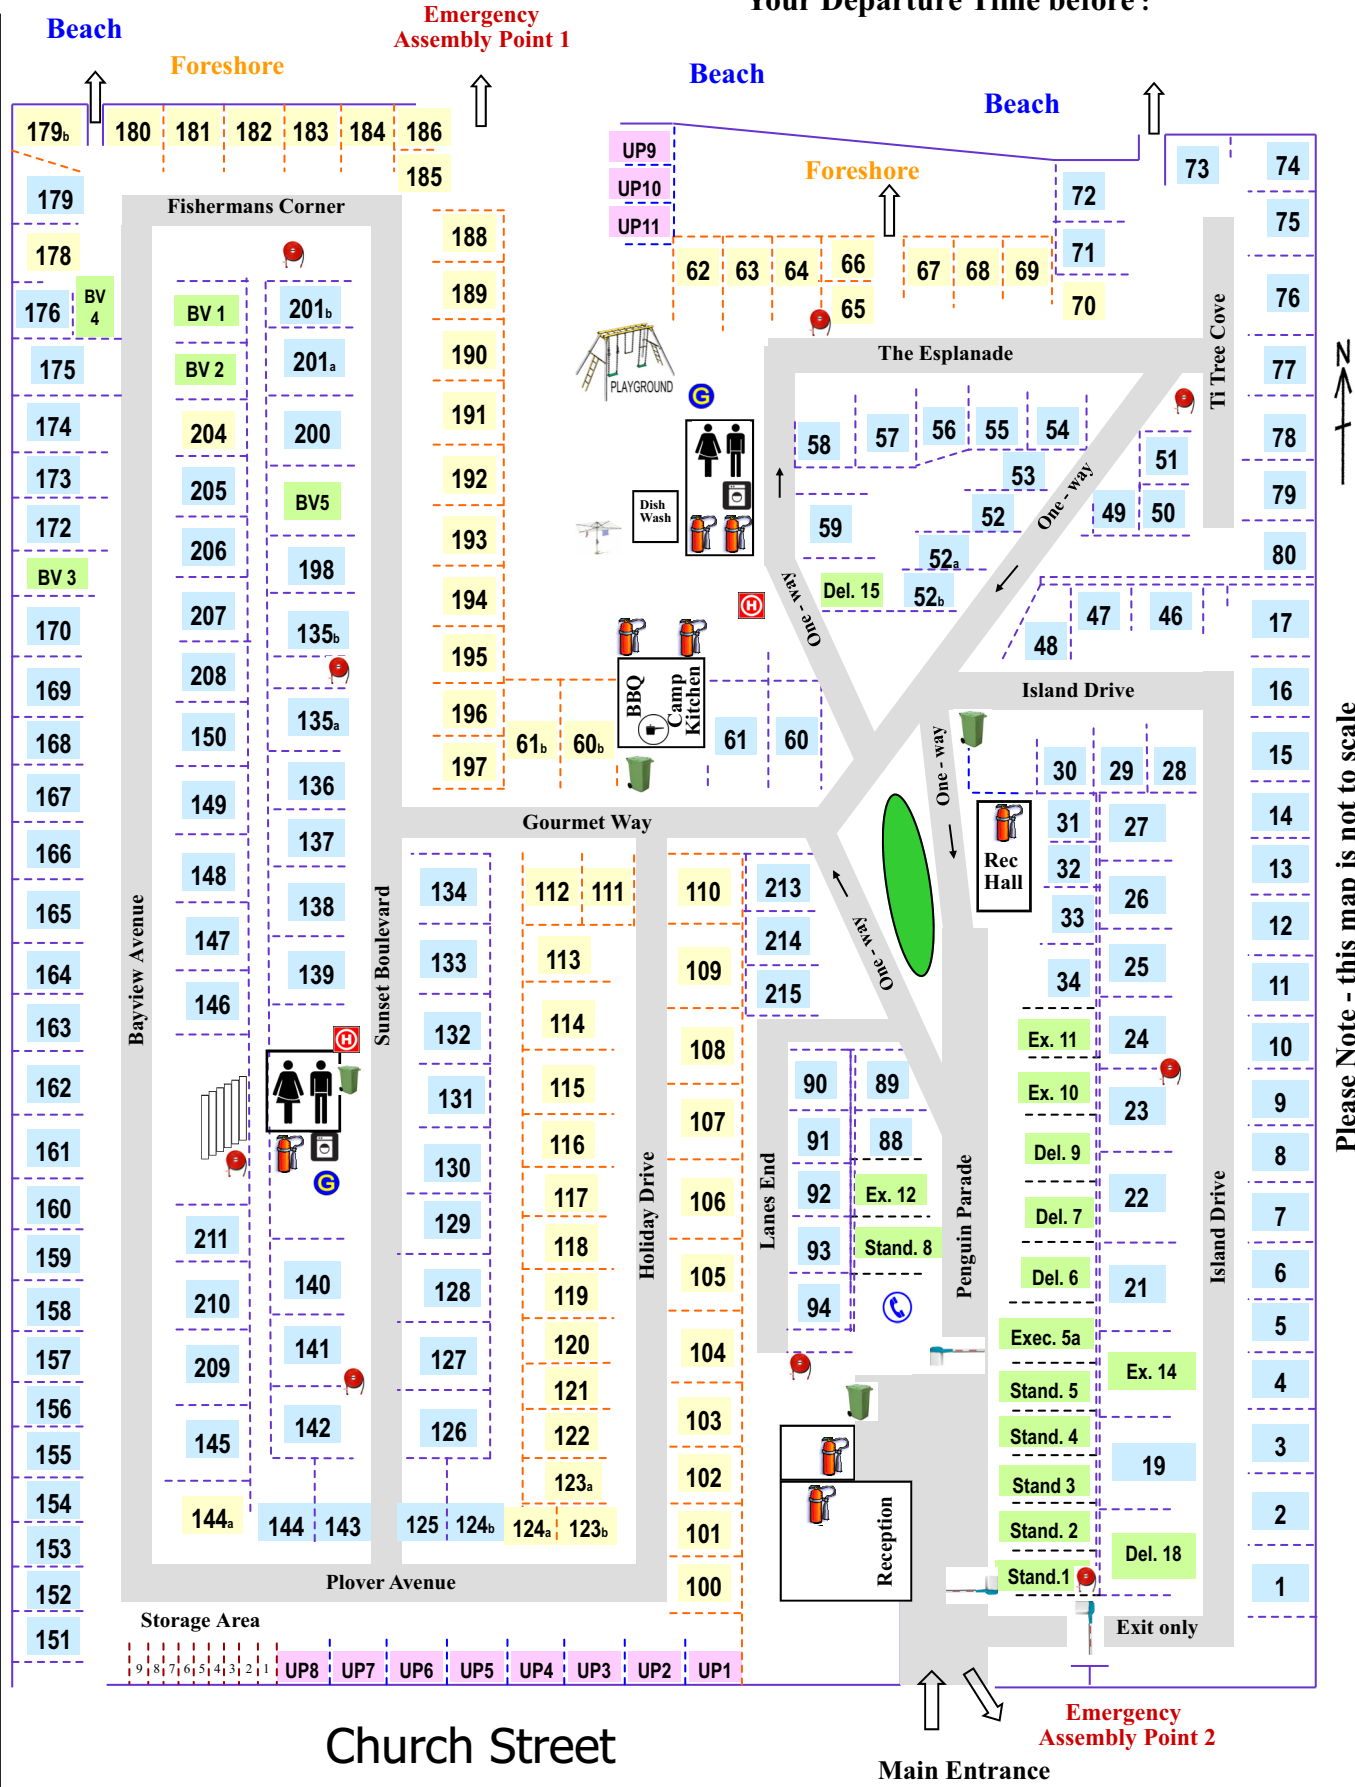 Your Departure Time before?
Emergency
Assembly Point 1
Beach
Foreshore
Beach
Beach
Foreshore
179b
180
181
182
183
184
186
185
179
178
176
BV
4
175
174
173
172
BV 3
170
169
168
167
166
165
164
163
162
161
160
159
158
157
156
155
154
153
152
151
Fishermans Corner
Bayview Avenue
BV 1
BV 2
204
205
206
207
208
150
149
148
147
146
211
210
209
145
144a
201b
201a
200
BV5
198
135b
135a
136
137
138
139
H
G
140
141
142
144
143
Sunset Boulevard
188
189
190
191
192
193
194
195
196
197
61b
60b
BBQ
Camp
Kitchen
61
60
UP9
UP10
UP11
62
63
64
66
65
67
68
69
72
71
70
73
74
75
76
77
78
79
80
PLAYGROUND
G
Dish
Wash
H
The Esplanade
Ti Tree Cove
N
58
57
56
55
54
53
52
52a
52b
59
Del. 15
51
49
50
One - way
One - way
48
47
46
17
16
15
14
13
12
11
10
9
8
7
6
5
4
3
2
1
Island Drive
Island Drive
One - way
One - way
Rec
Hall
30
29
28
31
27
32
26
33
25
34
24
Ex. 11
Ex. 10
23
Del. 9
22
Del. 7
Del. 6
21
Exec. 5a
Ex. 14
Stand. 5
Stand. 4
19
Stand 3
Stand. 2
Del. 18
Stand.1
Gourmet Way
134
133
132
131
130
129
128
127
126
125
124b
124a
123b
112
111
113
114
115
116
117
118
119
120
121
122
123a
Holiday Drive
110
109
108
107
106
105
104
103
102
101
100
213
214
215
Lanes End
90
89
91
88
92
Ex. 12
93
Stand. 8
94
Penguin Parade
Reception
Plover Avenue
Exit only
Storage Area
9
8
7
6
5
4
3
2
1
UP8
UP7
UP6
UP5
UP4
UP3
UP2
UP1
Church Street
Main Entrance
Emergency
Assembly Point 2
Please Note - this map is not to scale